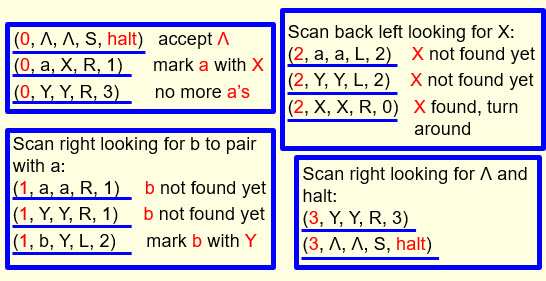 (0, Λ, Λ, S, halt) accept Λ
(0, a, X, R, 1) mark a with X
(0, Y, Y, R, 3) no more a's
Scan right looking for b to pair
with a:
(1, a, a, R, 1) b not found yet
(1, Y, Y, R, 1) b not found yet
(1, b, Y, L, 2) mark b with Y
Scan back left looking for X:
(2, a, a, L, 2) X not found yet
(2, Y, Y, L, 2) X not found yet
(2, X, X, R, 0) X found, turn
around
Scan right looking for Λ and
halt:
(3, Y, Y, R, 3)
(3, Λ, Λ, S, halt)